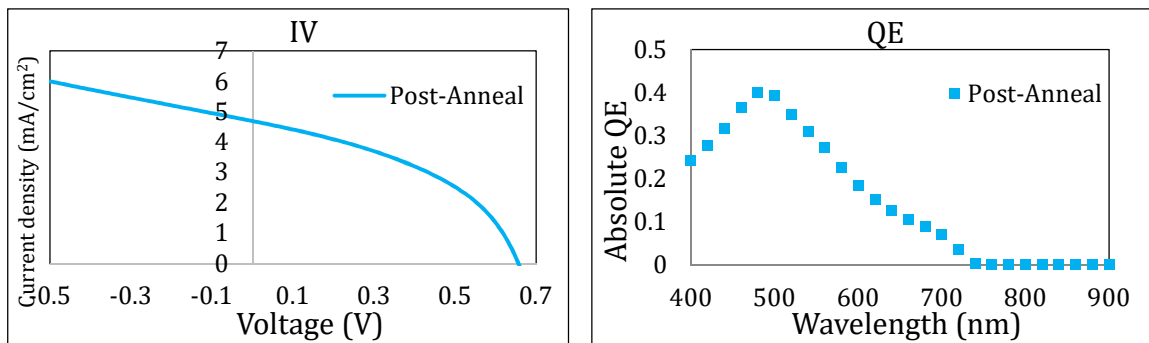 IV
Current density (mA/cm²)
7
6
5
4
3
2
1
0
Post-Anneal
-0.5 -0.3 -0.1 0.1 0.3 0.5 0.7
Voltage (V)
QE
Absolute QE
0.5
0.4
0.3
0.2
0.1
0
Post-Anneal
400 500 600 700 800 900
Wavelength (nm)